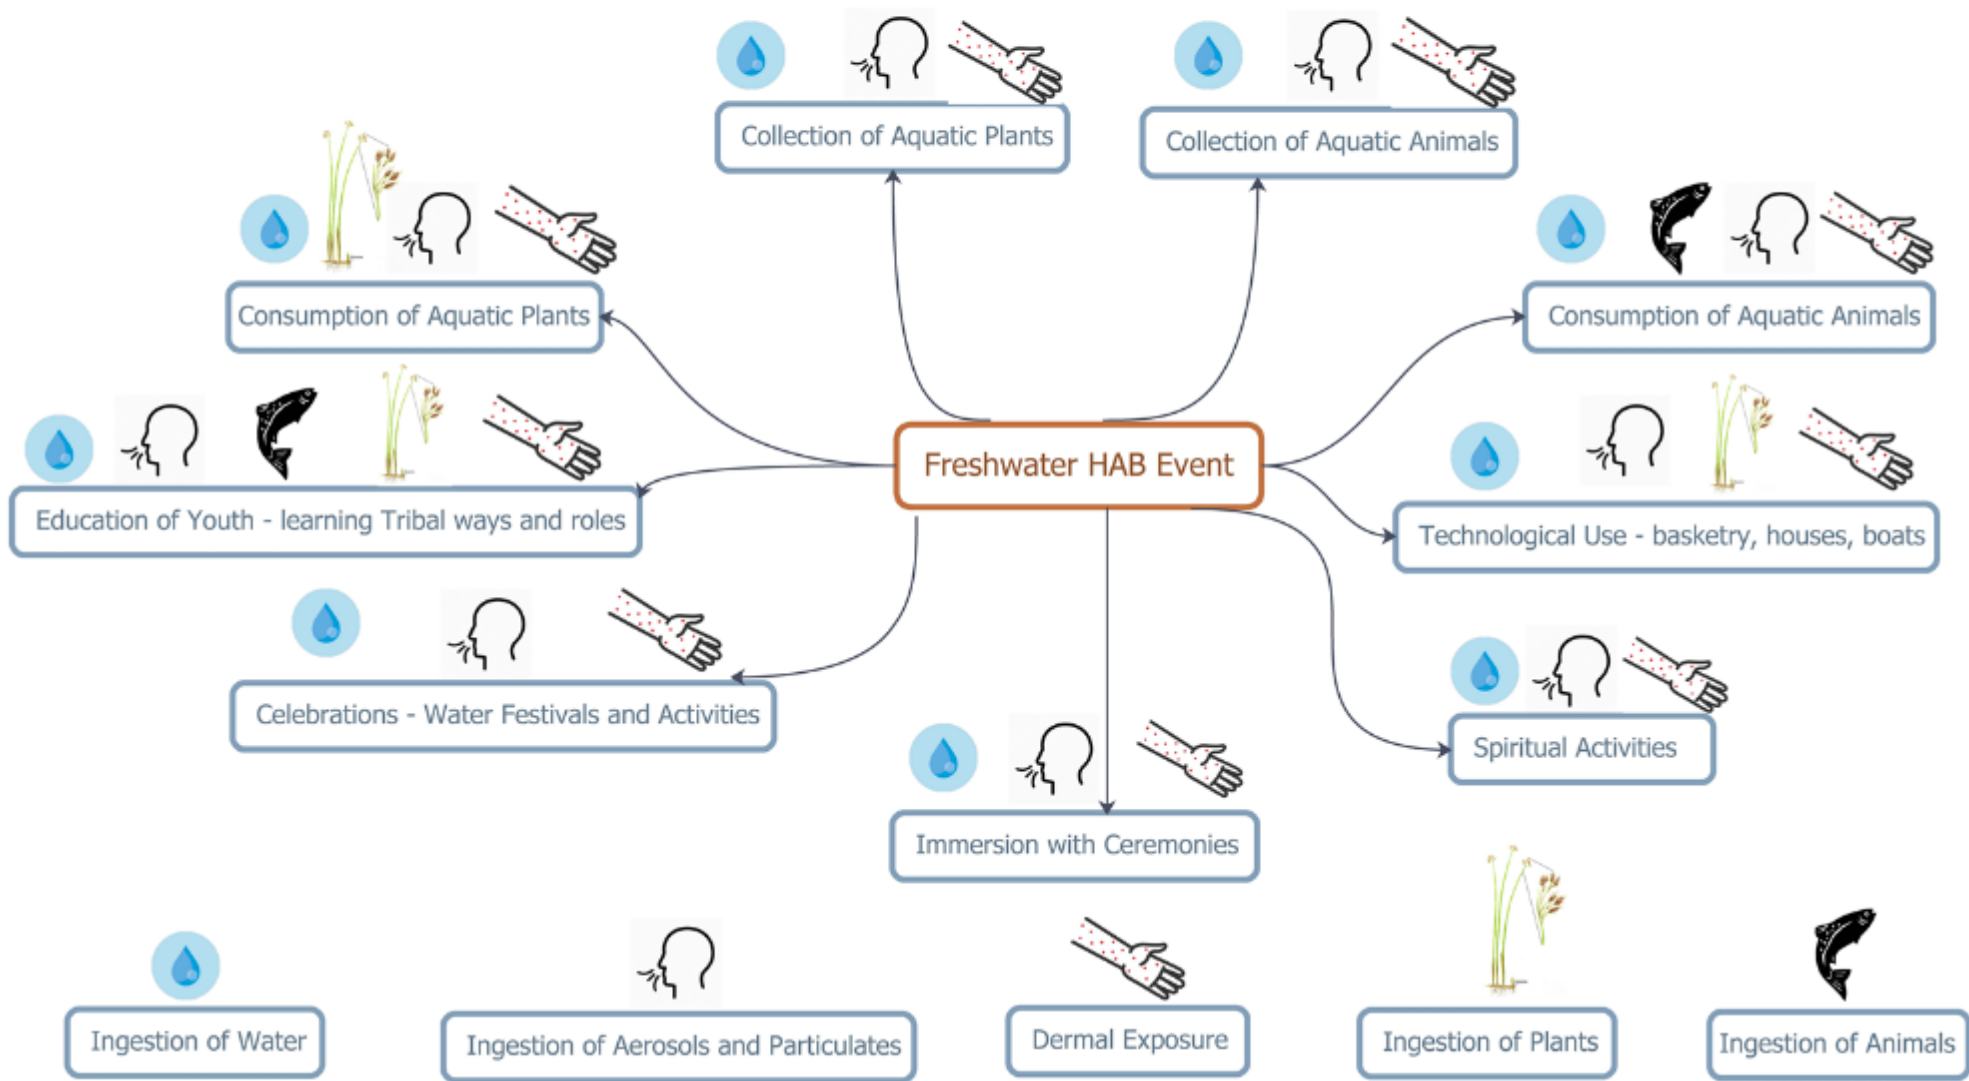 Collection of Aquatic Plants
Collection of Aquatic Animals
Consumption of Aquatic Plants
Consumption of Aquatic Animals
Freshwater HAB Event
Education of Youth - learning Tribal ways and roles
Technological Use - basketry, houses, boats
Celebrations - Water Festivals and Activities
Spiritual Activities
Immersion with Ceremonies
Ingestion of Water
Ingestion of Aerosols and Particulates
Dermal Exposure
Ingestion of Plants
Ingestion of Animals